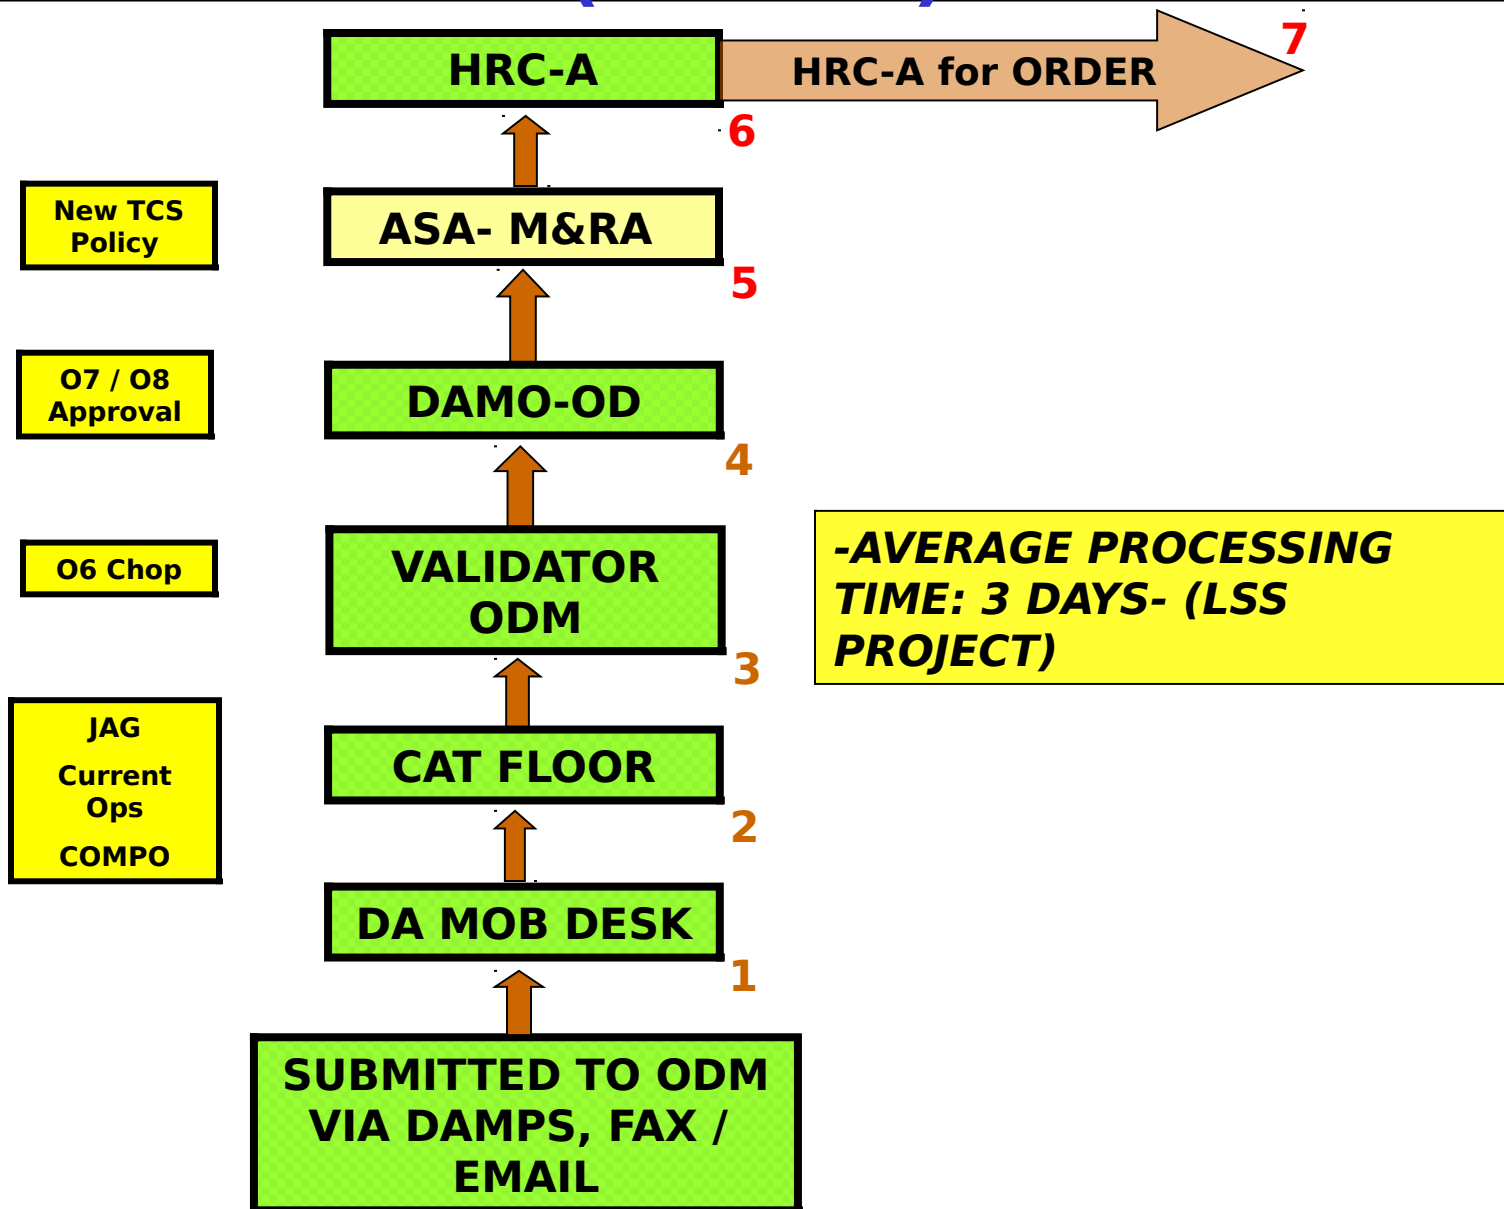 7
HRC-A
HRC-A for ORDER
6
New TCS
Policy
ASA- M&RA
5
O7 / O8
Approval
DAMO-OD
4
O6 Chop
VALIDATOR
ODM
3
-AVERAGE PROCESSING
TIME: 3 DAYS- (LSS
PROJECT)
JAG
Current
Ops
COMPO
CAT FLOOR
2
DA MOB DESK
1
SUBMITTED TO ODM
VIA DAMPS, FAX /
EMAIL